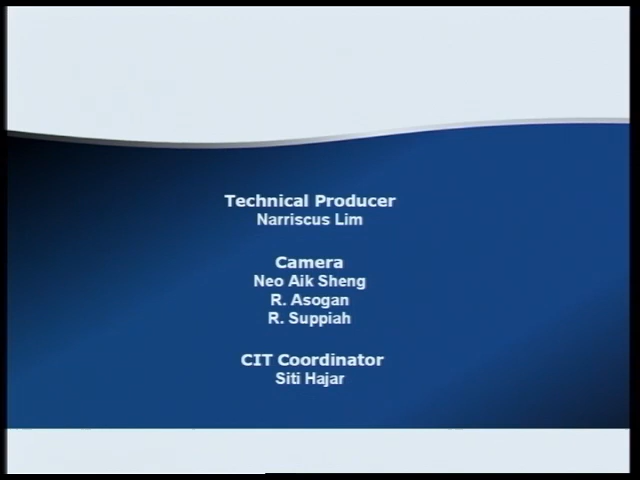 Technical Producer
Narriscus Lim
Camera
Neo Aik Sheng
R. Asogan
R. Suppiah
CIT Coordinator
Siti Hajar